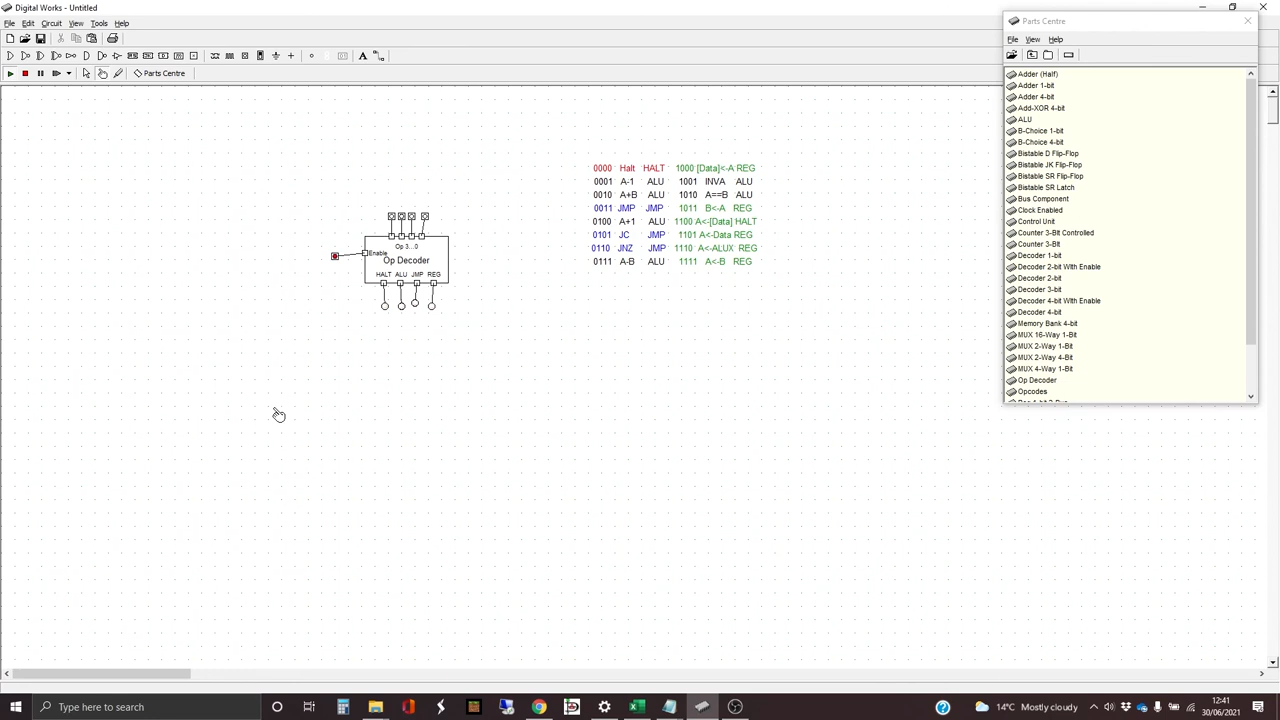 Digital Works - Untitled
File Edit Circuit View Tools Help
Parts Centre
Parts Centre
File View Help
Adder (Half)
Adder 1-bit
Adder 4-bit
Add-XOR 4-bit
ALU
B-Choice 1-bit
B-Choice 4-bit
Bistable D Flip-Flop
Bistable JK Flip-Flop
Bistable SR Flip-Flop
Bistable SR Latch
Bus Component
Clock Enabled
Control Unit
Counter 3-Bit Controlled
Counter 3-Bit
Decoder 1-bit
Decoder 2-bit With Enable
Decoder 2-bit
Decoder 3-bit
Decoder 4-bit With Enable
Decoder 4-bit
Memory Bank 4-bit
MUX 16-Way 1-Bit
MUX 2-Way 1-Bit
MUX 2-Way 4-Bit
MUX 4-Way 1-Bit
Op Decoder
Opcodes
0000 Halt HALT 1000 [Data]<-A REG
0001 A-1 ALU 1001 INVA ALU
0010 A+B ALU 1010 A==B ALU
0011 JMP JMP 1011 B<-A REG
0100 A+1 ALU 1100 A<-[Data] HALT
0101 JC JMP 1101 A<-Data REG
0110 JNZ JMP 1110 A<-ALUX REG
0111 A-B ALU 1111 A<-B REG
Op 3...0
Enable
Op Decoder
HALT ALU JMP REG
Type here to search
14°C Mostly cloudy
12:41
30/06/2021